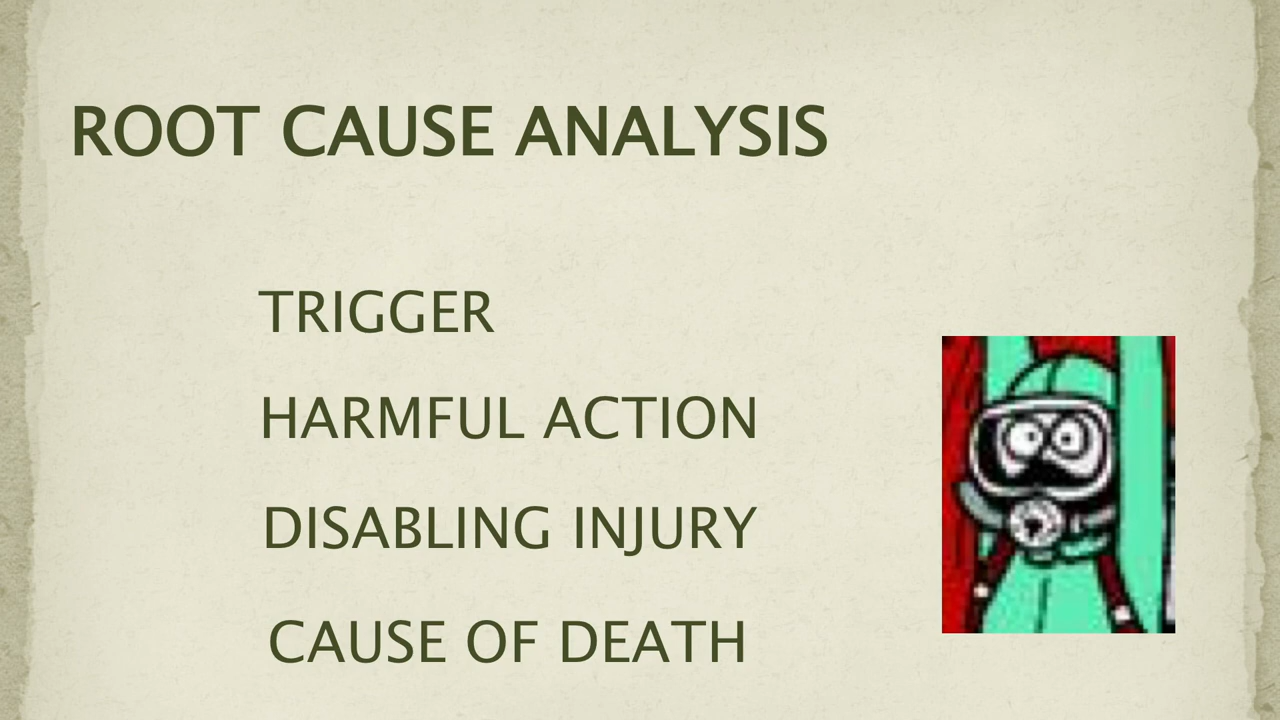 ROOT CAUSE ANALYSIS
TRIGGER
HARMFUL ACTION
DISABLING INJURY
CAUSE OF DEATH